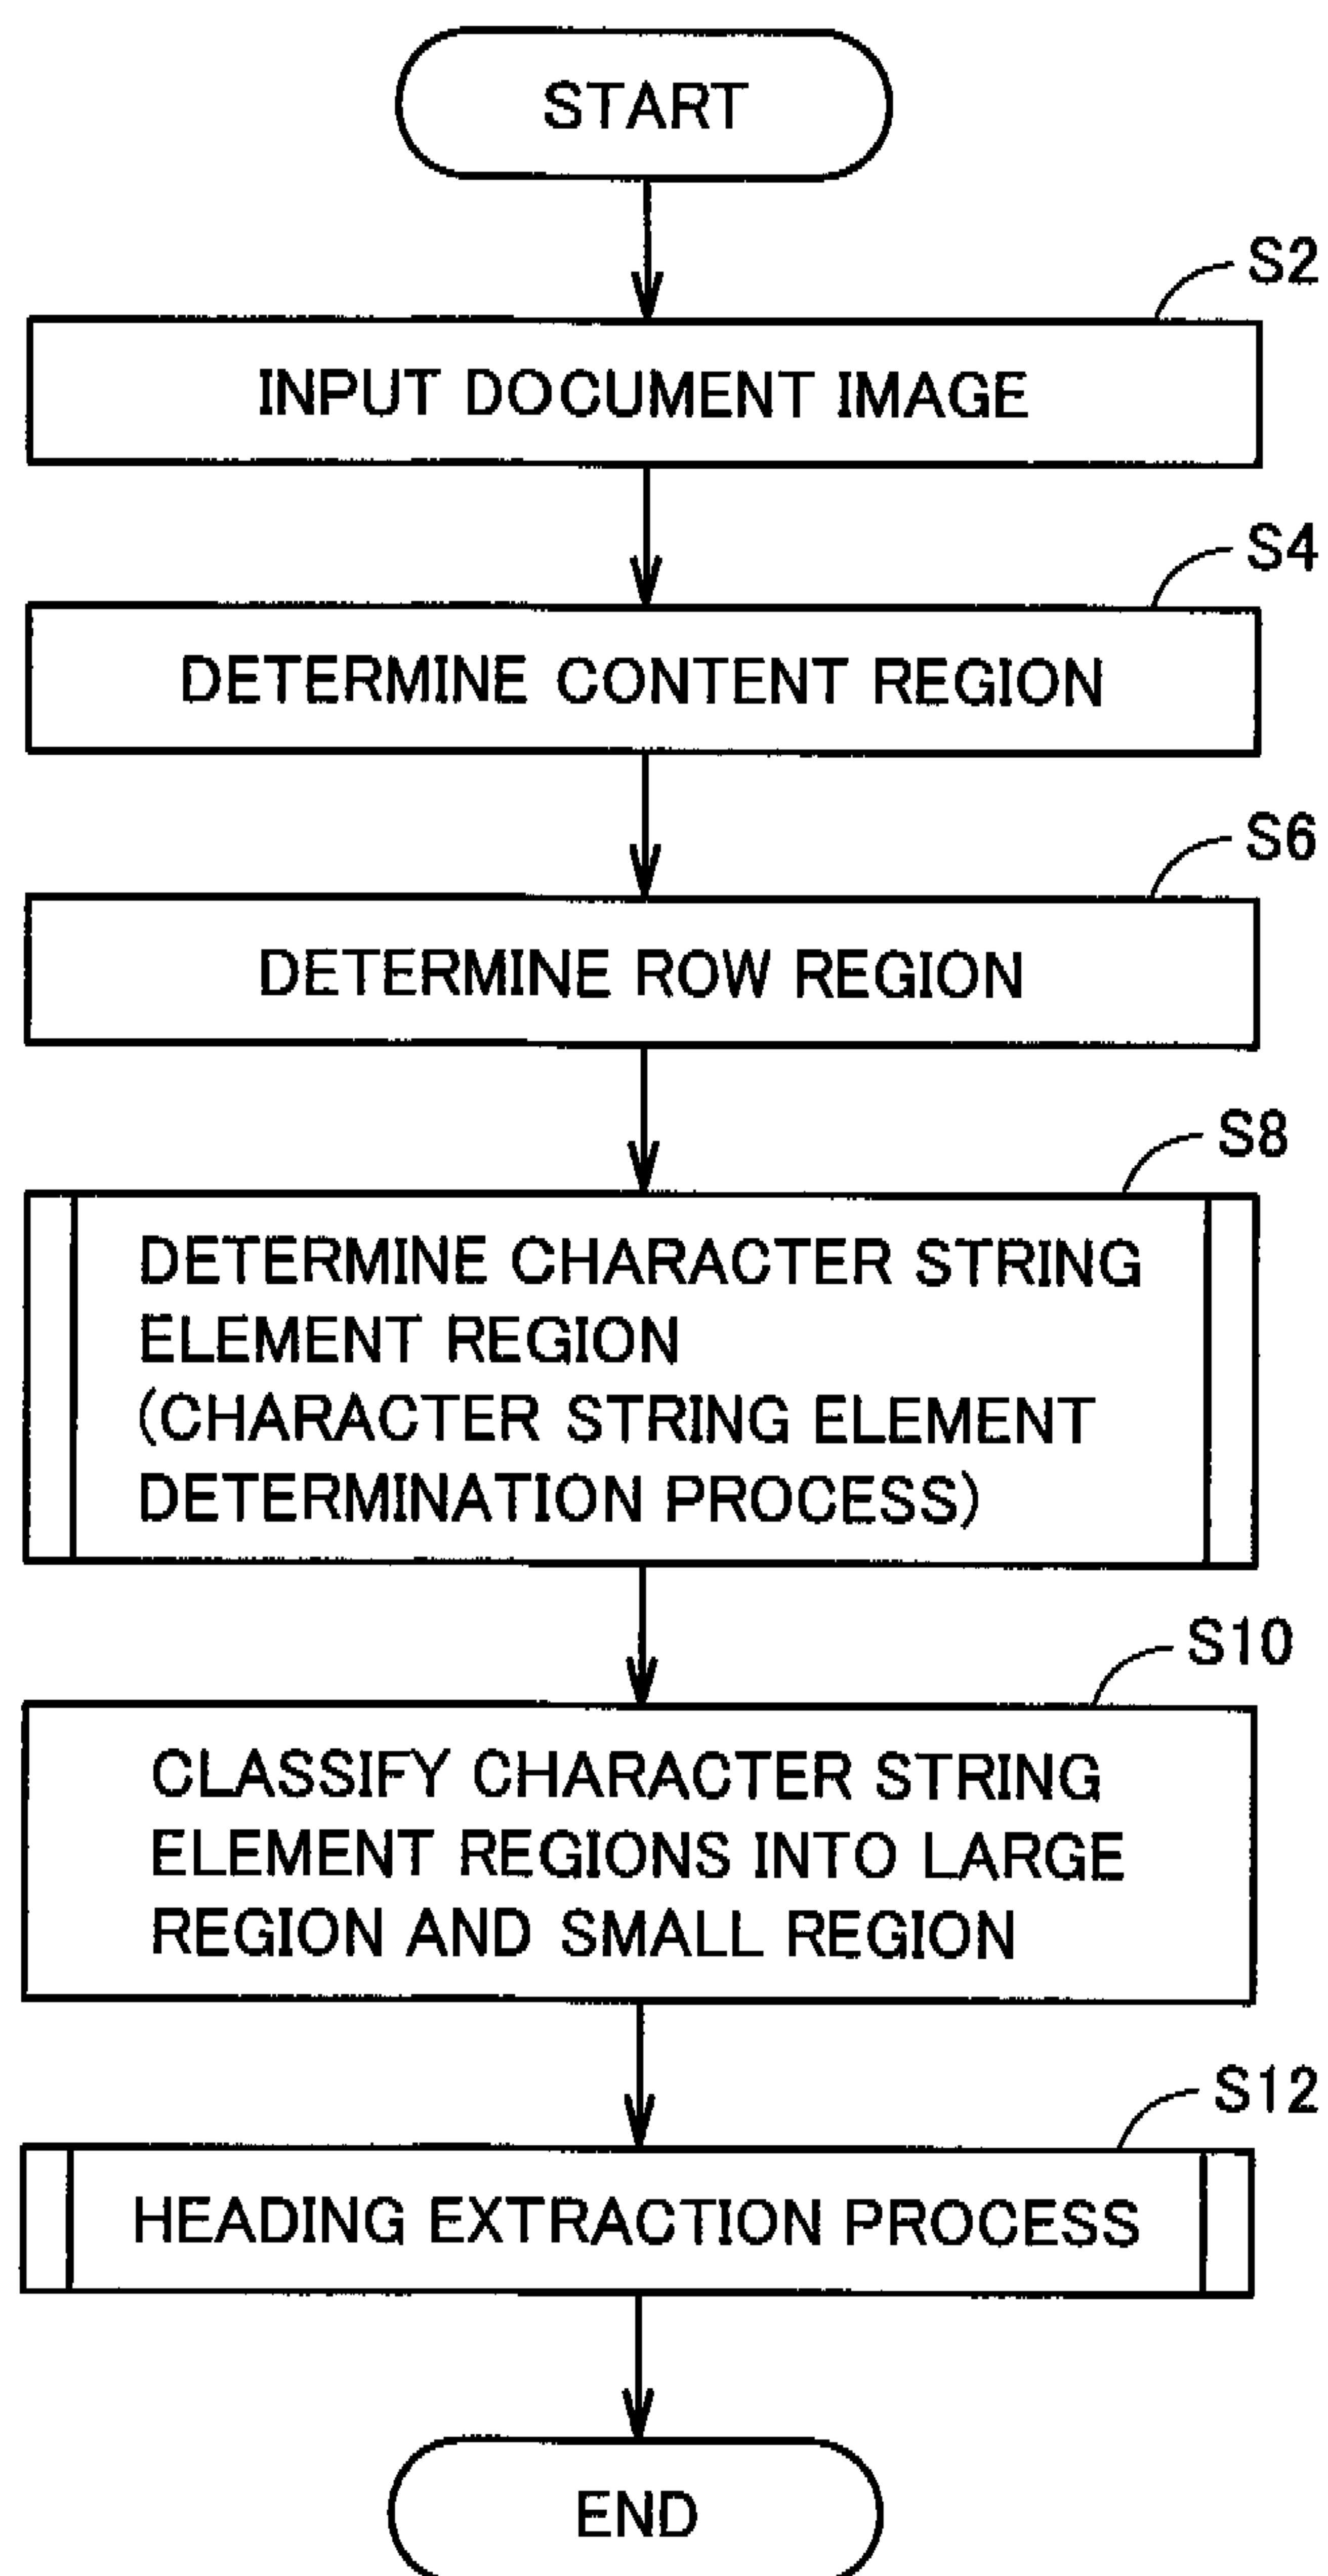 START
S2
INPUT DOCUMENT IMAGE
S4
DETERMINE CONTENT REGION
S6
DETERMINE ROW REGION
S8
DETERMINE CHARACTER STRING
ELEMENT REGION
(CHARACTER STRING ELEMENT
DETERMINATION PROCESS)
S10
CLASSIFY CHARACTER STRING
ELEMENT REGIONS INTO LARGE
REGION AND SMALL REGION
S12
HEADING EXTRACTION PROCESS
END